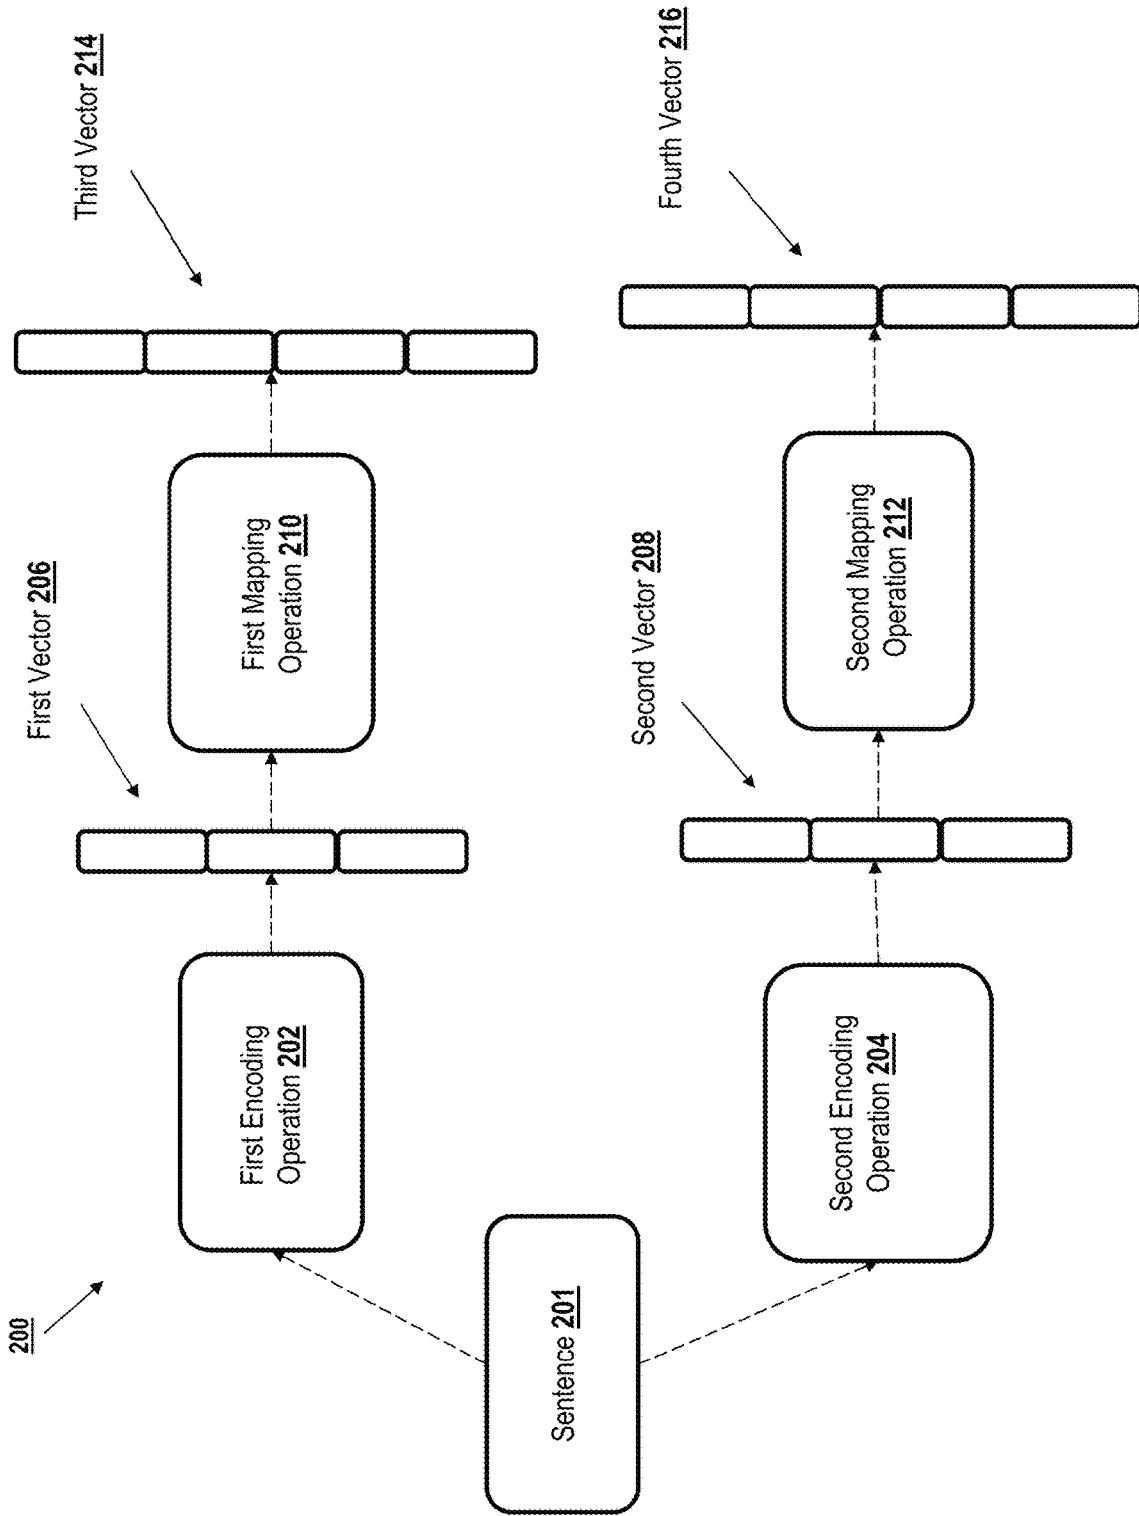 200
Sentence 201
First Encoding
Operation 202
First Vector 206
First Mapping
Operation 210
Third Vector 214
Second Encoding
Operation 204
Second Vector 208
Second Mapping
Operation 212
Fourth Vector 216